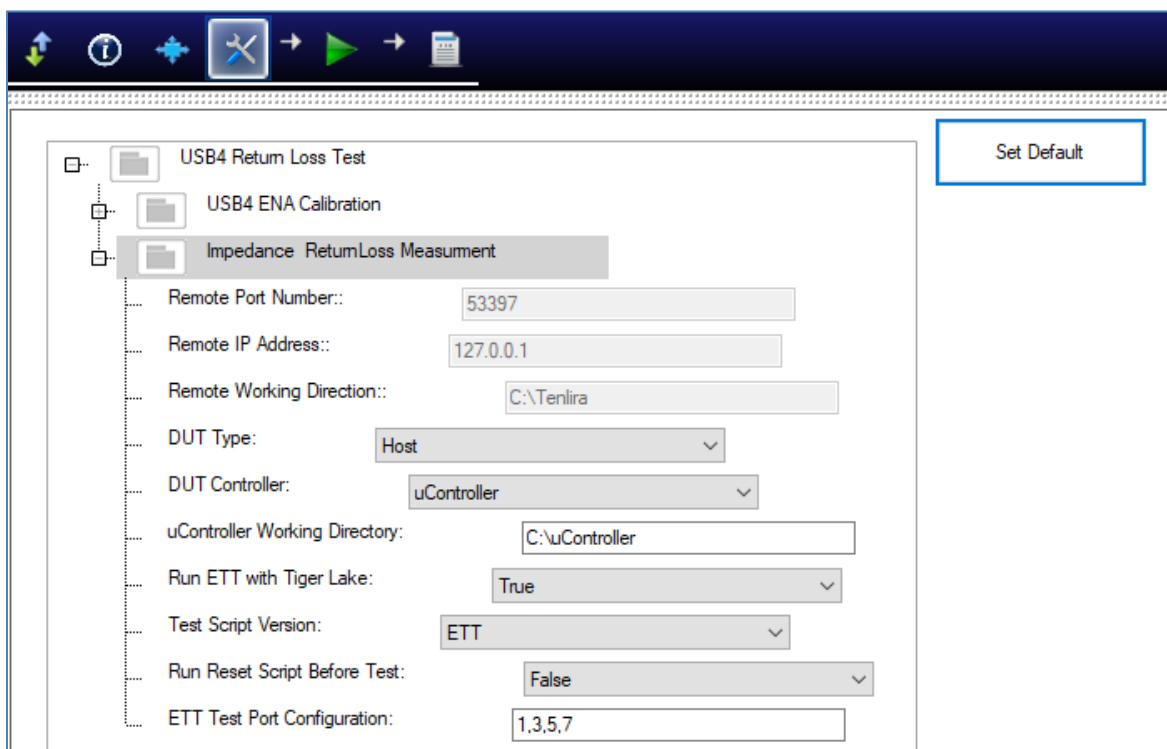 USB4 Return Loss Test
Set Default
USB4 ENA Calibration
Impedance ReturnLoss Measurment
Remote Port Number:: 53397
Remote IP Address:: 127.0.0.1
Remote Working Direction:: C:\Tenlira
DUT Type: Host
DUT Controller: uController
uController Working Directory: C:\uController
Run ETT with Tiger Lake: True
Test Script Version: ETT
Run Reset Script Before Test: False
ETT Test Port Configuration: 1,3,5,7